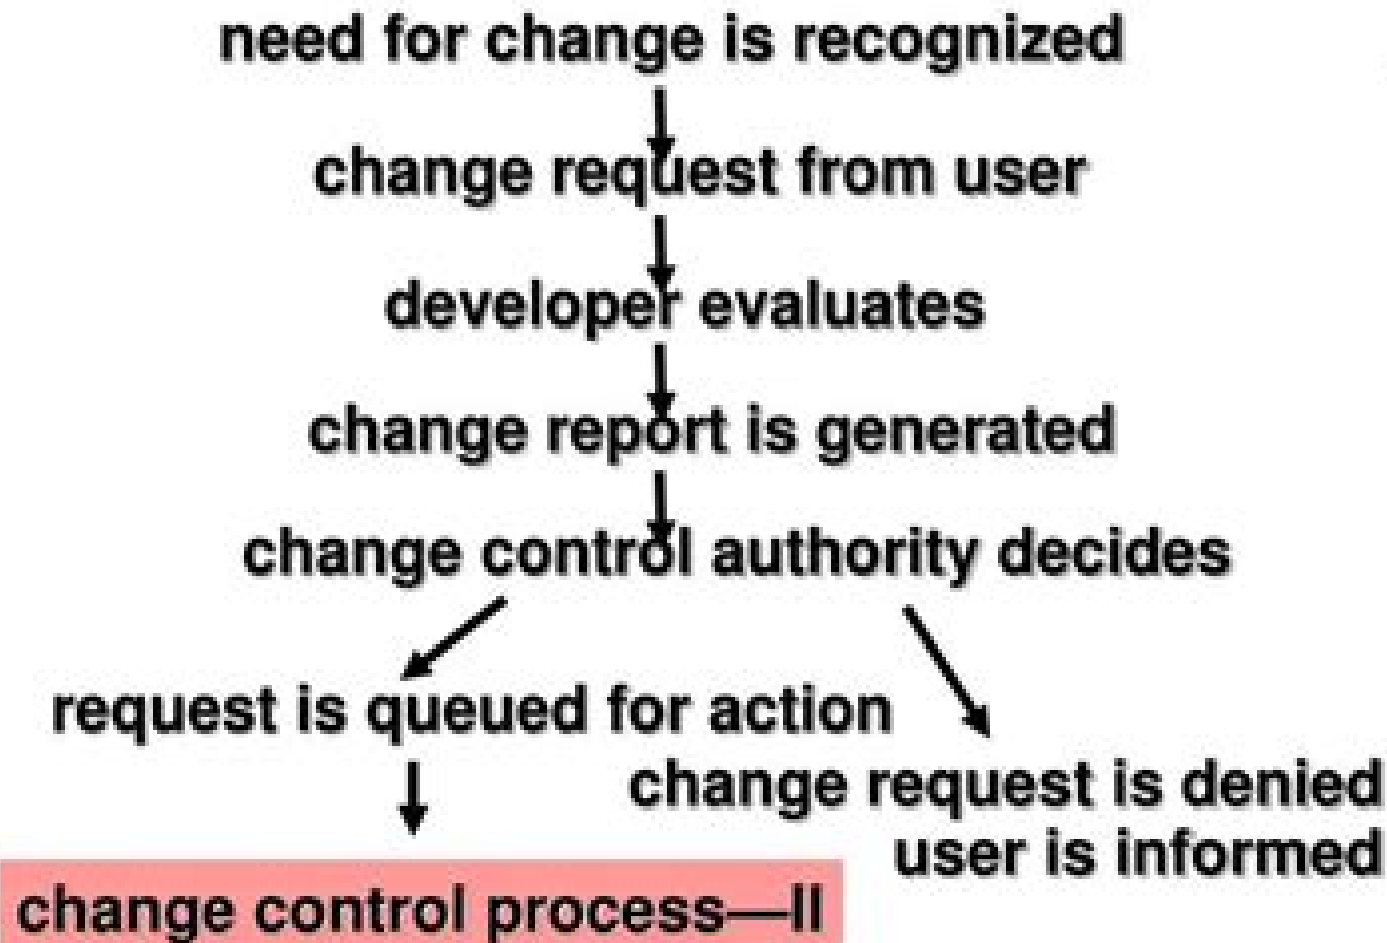 need for change is recognized
change request from user
developer evaluates
change report is generated
change control authority decides
request is queued for action
change request is denied
user is informed
change control process—II